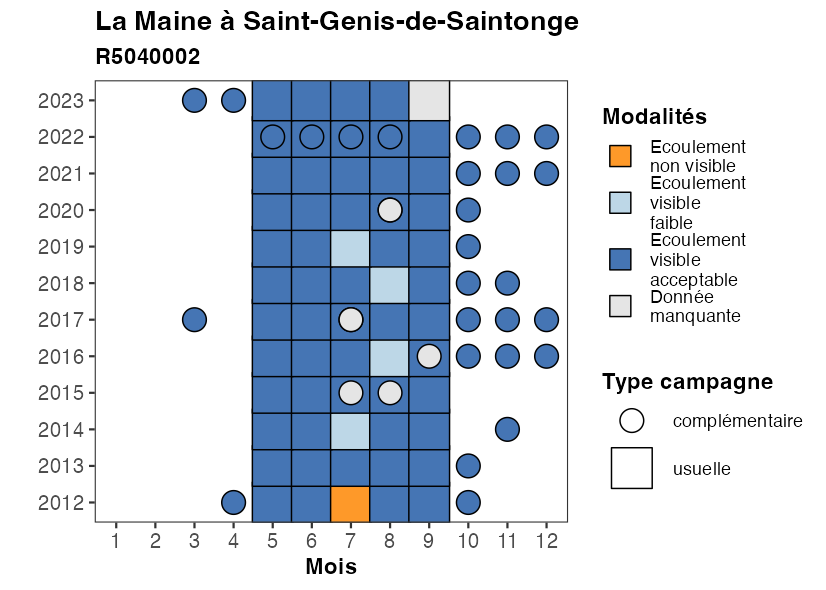 La Maine à Saint-Genis-de-Saintonge
R5040002
2023
2022
2021
2020
2019
2018
2017
2016
2015
2014
2013
2012
1 2 3 4 5 6 7 8 9 10 11 12
Mois
Modalités
Ecoulement
non visible
Ecoulement
visible
faible
Ecoulement
visible
acceptable
Donnée
manquante
Type campagne
complémentaire
usuelle